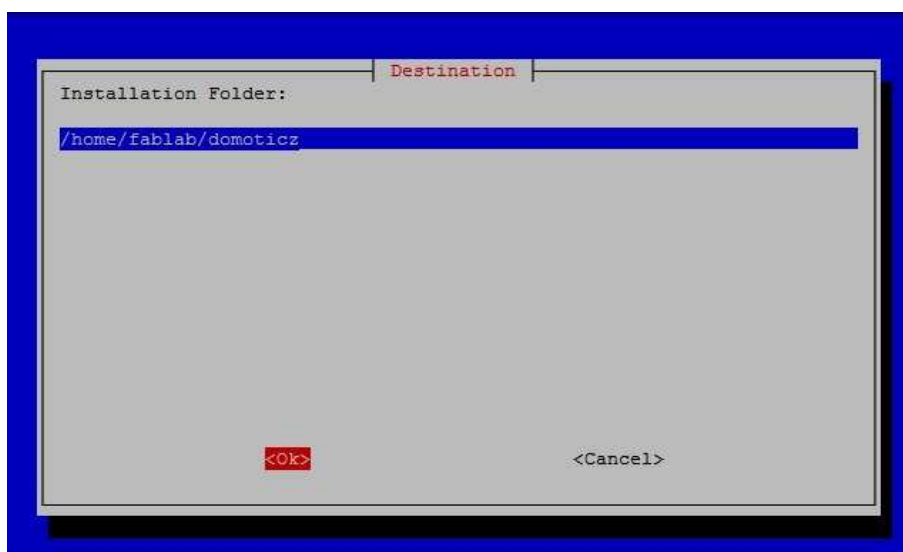 Destination
Installation Folder:
/home/fablab/domoticz
<Ok> <Cancel>